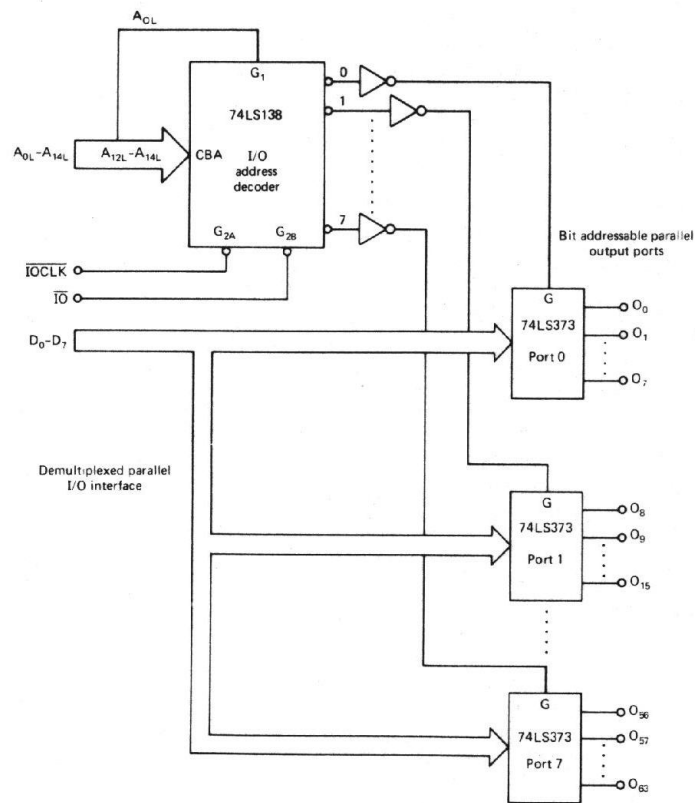 A0L
G1
0
74LS138
1
A0L-A14L
A12L-A14L
CBA
I/O
address
decoder
G2A
G2B
7
Bit addressable parallel
output ports
IOCLK
IO
G
74LS373
Port 0
O0
O1
O7
D0-D7
Demultiplexed parallel
I/O interface
G
74LS373
Port 1
O8
O9
O15
G
74LS373
Port 7
O56
O57
O63